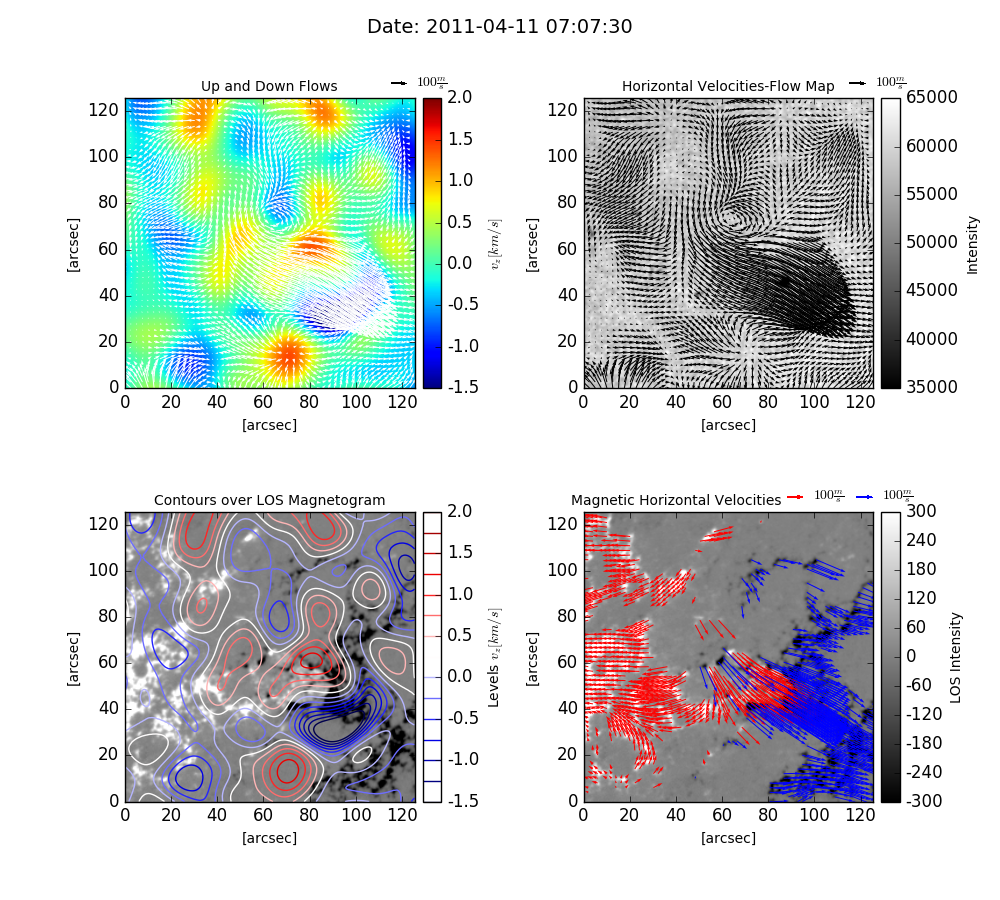 Date: 2011-04-11 07:07:30
Up and Down Flows
100 m/s
120
100
80
60
40
20
0
0 20 40 60 80 100 120
[arcsec]
[arcsec]
2.0
1.5
1.0
0.5
0.0
-0.5
-1.0
-1.5
v_z[km/s]
Horizontal Velocities-Flow Map
100 m/s
120
100
80
60
40
20
0
0 20 40 60 80 100 120
[arcsec]
[arcsec]
65000
60000
55000
50000
45000
40000
35000
Intensity
Contours over LOS Magnetogram
120
100
80
60
40
20
0
0 20 40 60 80 100 120
[arcsec]
[arcsec]
2.0
1.5
1.0
0.5
0.0
-0.5
-1.0
-1.5
Levels v_z[km/s]
Magnetic Horizontal Velocities
100 m/s
100 m/s
120
100
80
60
40
20
0
0 20 40 60 80 100 120
[arcsec]
[arcsec]
300
240
180
120
60
0
-60
-120
-180
-240
-300
LOS Intensity